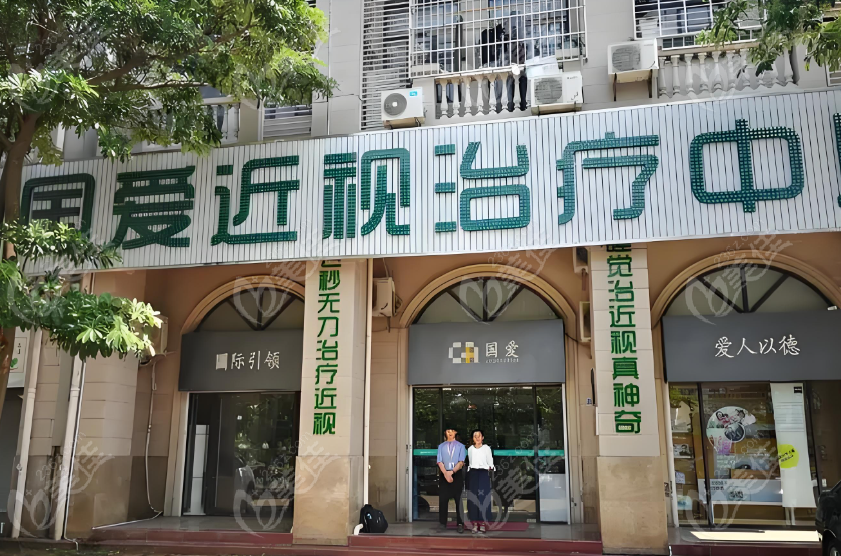 国爱近视治疗中
秒无刀治疗近视
睡觉治近视真神奇
国际引领
国爱
爱人以德